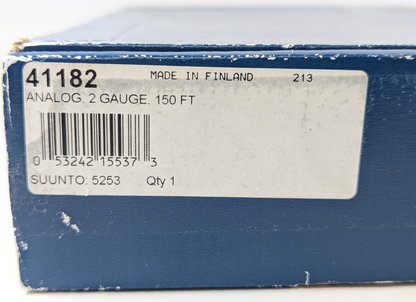 41182 MADE IN FINLAND 213
ANALOG, 2 GAUGE, 150 FT
0 53242 15537 3
SUUNTO: 5253 Qty 1